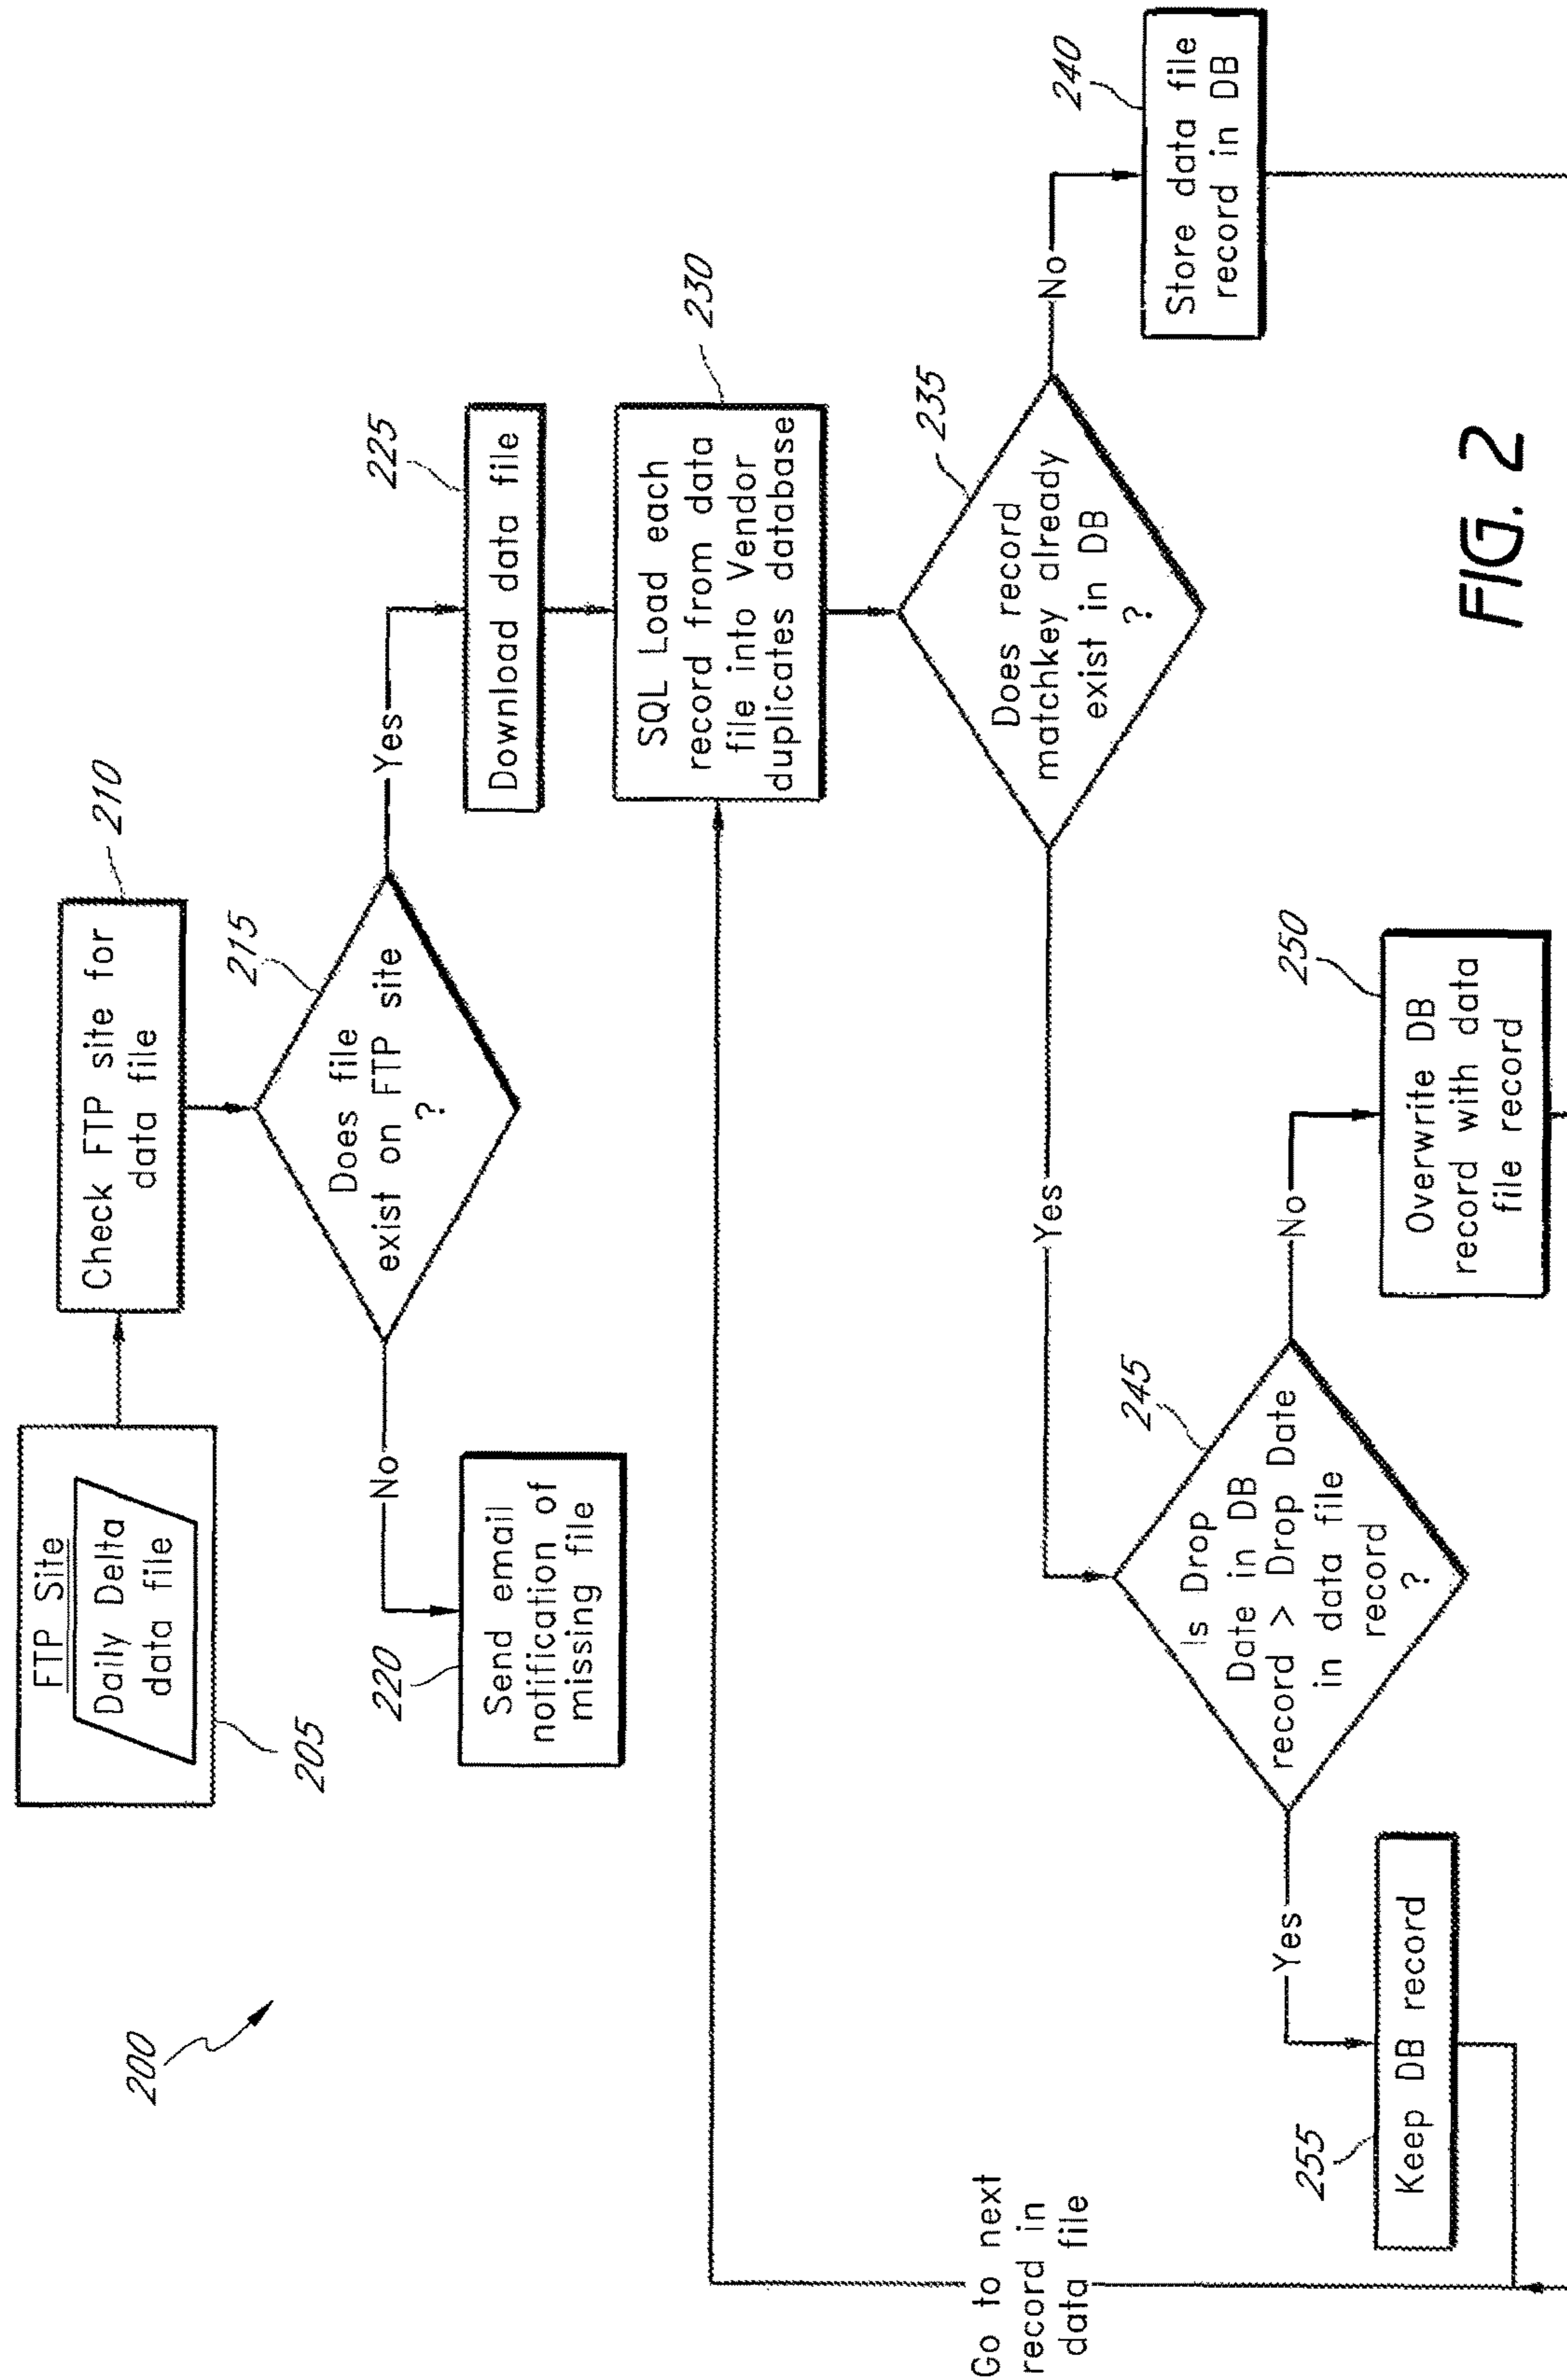 200
FTP Site
Daily Delta
data file
205
Check FTP site for
data file
210
Does file
exist on FTP site
?
215
No
Yes
220
Send email
notification of
missing file
225
Download data file
230
SQL Load each
record from data
file into Vendor
duplicates database
Go to next
record in
data file
235
Does record
matchkey already
exist in DB
?
Yes
No
240
Store data file
record in DB
245
Is Drop
Date in DB
record > Drop Date
in data file
record
?
Yes
No
250
Overwrite DB
record with data
file record
255
Keep DB record
FIG. 2